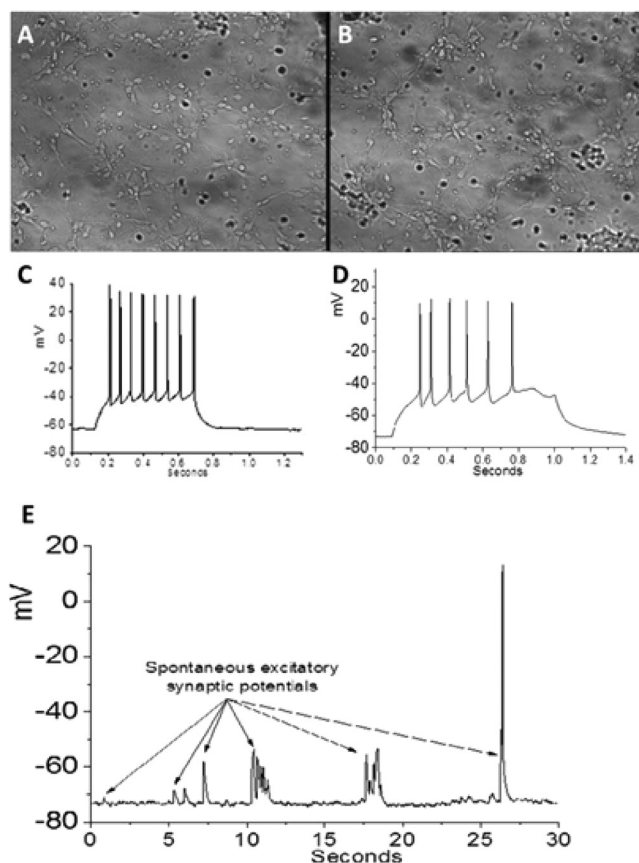 A
B
C
D
40
20
0
-20
-40
-60
-80
mV
0.0 0.2 0.4 0.6 0.8 1.0 1.2
Seconds
20
0
-20
-40
-60
-80
mV
0.0 0.2 0.4 0.6 0.8 1.0 1.2 1.4
Seconds
E
20
0
-20
-40
-60
-80
mV
Spontaneous excitatory
synaptic potentials
0 5 10 15 20 25 30
Seconds